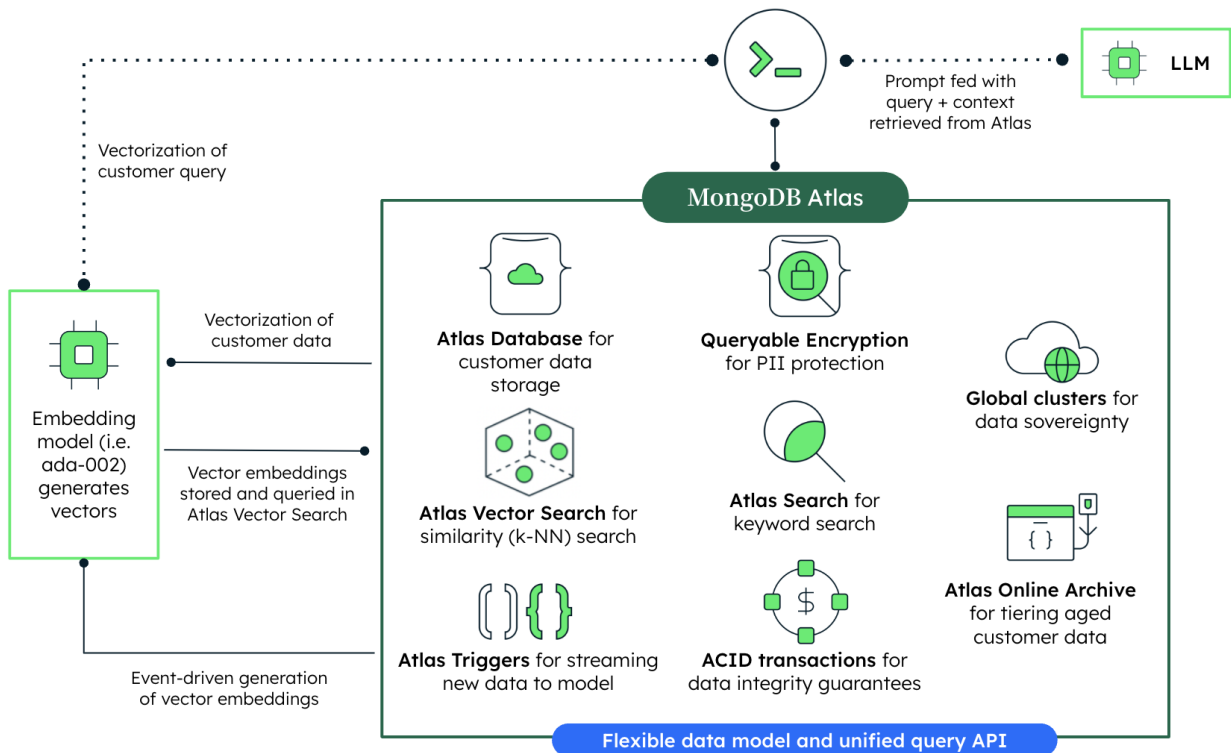 LLM
Prompt fed with
query + context
retrieved from Atlas
Vectorization of
customer query
MongoDB Atlas
Vectorization of
customer data
Embedding
model (i.e.
ada-002)
generates
vectors
Vector embeddings
stored and queried in
Atlas Vector Search
Event-driven generation
of vector embeddings
Atlas Database for
customer data
storage
Queryable Encryption
for PII protection
Global clusters for
data sovereignty
Atlas Vector Search for
similarity (k-NN) search
Atlas Search for
keyword search
Atlas Online Archive
for tiering aged
customer data
Atlas Triggers for streaming
new data to model
$
ACID transactions for
data integrity guarantees
Flexible data model and unified query API